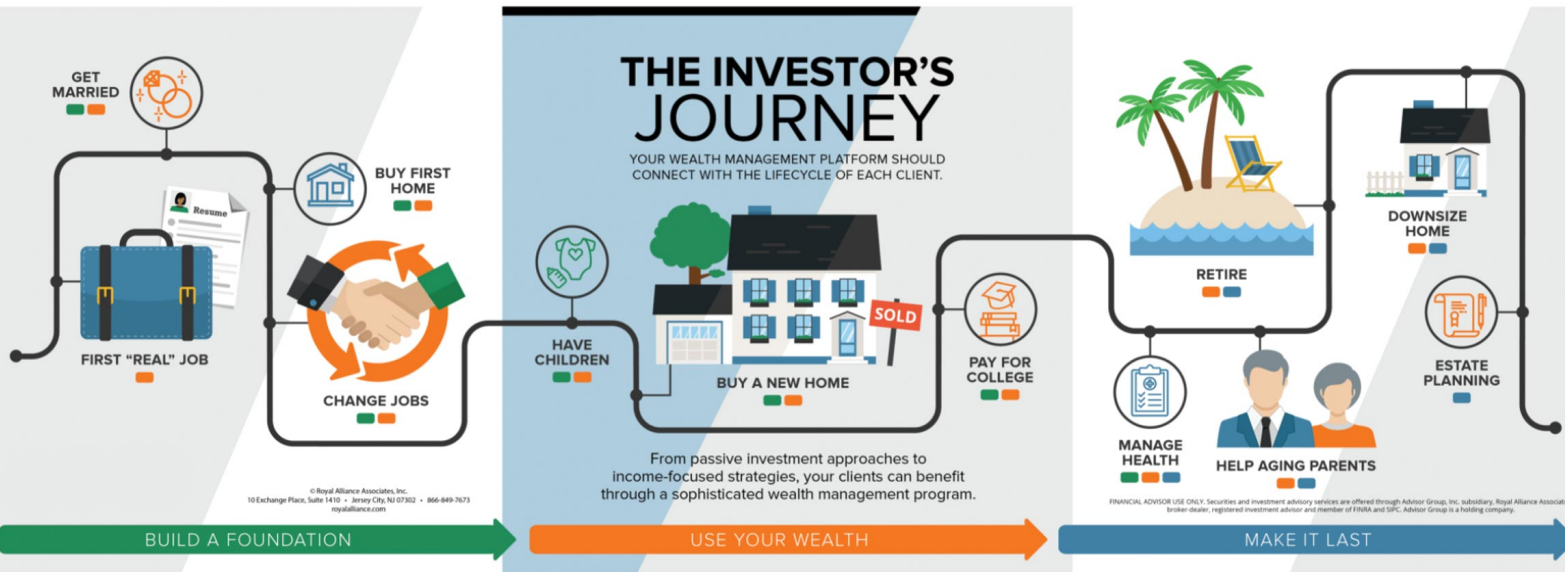 GET
MARRIED
Resume
FIRST “REAL” JOB
BUY FIRST
HOME
CHANGE JOBS
© Royal Alliance Associates, Inc.
10 Exchange Place, Suite 1410 • Jersey City, NJ 07302 • 866-849-7673
royalalliance.com
BUILD A FOUNDATION
THE INVESTOR’S
JOURNEY
YOUR WEALTH MANAGEMENT PLATFORM SHOULD
CONNECT WITH THE LIFECYCLE OF EACH CLIENT.
HAVE
CHILDREN
SOLD
BUY A NEW HOME
PAY FOR
COLLEGE
From passive investment approaches to
income-focused strategies, your clients can benefit
through a sophisticated wealth management program.
USE YOUR WEALTH
RETIRE
DOWNSIZE
HOME
MANAGE
HEALTH
HELP AGING PARENTS
ESTATE
PLANNING
FINANCIAL ADVISOR USE ONLY. Securities and investment advisory services are offered through Advisor Group, Inc. subsidiary, Royal Alliance Associat
broker-dealer, registered investment advisor and member of FINRA and SIPC. Advisor Group is a holding company.
MAKE IT LAST